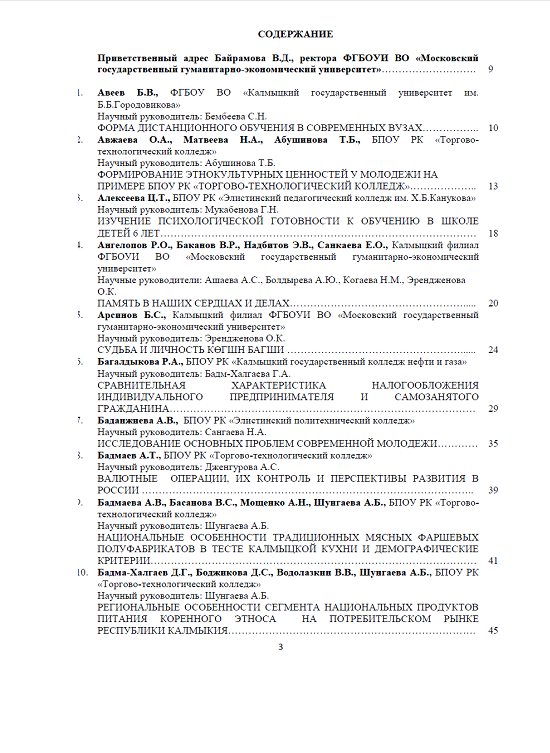 СОДЕРЖАНИЕ
Приветственный адрес Байрамова В.Д., ректора ФГБОУИ ВО «Московский
государственный гуманитарно-экономический университет»……………………… 9
1. Авеев Б.В., ФГБОУ ВО «Калмыцкий государственный университет им.
Б.Б.Городовикова»
Научный руководитель: Бембеева С.Н.
ФОРМА ДИСТАНЦИОННОГО ОБУЧЕНИЯ В СОВРЕМЕННЫХ ВУЗАХ…………….. 10
2. Авжаева О.А., Матвеева Н.А., Абушинова Т.Б., БПОУ РК «Торгово-
технологический колледж»
Научный руководитель: Абушинова Т.Б.
ФОРМИРОВАНИЕ ЭТНОКУЛЬТУРНЫХ ЦЕННОСТЕЙ У МОЛОДЕЖИ НА
ПРИМЕРЕ БПОУ РК «ТОРГОВО-ТЕХНОЛОГИЧЕСКИЙ КОЛЛЕДЖ»……………….. 13
3. Алексеева Ц.Т., БПОУ РК «Элистинский педагогический колледж им. Х.Б.Канукова»
Научный руководитель: Мукабенова Г.Н.
ИЗУЧЕНИЕ ПСИХОЛОГИЧЕСКОЙ ГОТОВНОСТИ К ОБУЧЕНИЮ В ШКОЛЕ
ДЕТЕЙ 6 ЛЕТ……………………………………………………………………………… 18
4. Ангелопов Р.О., Баканов В.Р., Надбитов Э.В., Санкаева Е.О., Калмыцкий филиал
ФГБОУИ ВО «Московский государственный гуманитарно-экономический
университет»
Научные руководители: Ашаева А.С., Болдырева А.Ю., Когаева Н.М., Эрендженова
О.К.
ПАМЯТЬ В НАШИХ СЕРДЦАХ И ДЕЛАХ……………………………………………..... 20
5. Арсинов Б.С., Калмыцкий филиал ФГБОУИ ВО «Московский государственный
гуманитарно-экономический университет»
Научный руководитель: Эрендженова О.К.
СУДЬБА И ЛИЧНОСТЬ КӨГШН БАГШИ ……………………………………………...... 24
6. Багалдыкова Р.А., БПОУ РК «Калмыцкий государственный колледж нефти и газа»
Научный руководитель: Бадм-Халгаева Г.А.
СРАВНИТЕЛЬНАЯ ХАРАКТЕРИСТИКА НАЛОГООБЛОЖЕНИЯ
ИНДИВИДУАЛЬНОГО ПРЕДПРИНИМАТЕЛЯ И САМОЗАНЯТОГО
ГРАЖДАНИНА…………………………………………………………………………… 29
7. Баданжиева А.В., БПОУ РК «Элистинский политехнический колледж»
Научный руководитель: Сангаева Н.А.
ИССЛЕДОВАНИЕ ОСНОВНЫХ ПРОБЛЕМ СОВРЕМЕННОЙ МОЛОДЕЖИ………… 35
8. Бадмаев А.Т., БПОУ РК «Торгово-технологический колледж»
Научный руководитель: Дженгурова А.С.
ВАЛЮТНЫЕ ОПЕРАЦИИ, ИХ КОНТРОЛЬ И ПЕРСПЕКТИВЫ РАЗВИТИЯ В
РОССИИ ………………………………………………………………………………….. 39
9. Бадмаева А.В., Басанова В.С., Мощенко А.Н., Шунгаева А.Б., БПОУ РК «Торгово-
технологический колледж»
Научный руководитель: Шунгаева А.Б.
НАЦИОНАЛЬНЫЕ ОСОБЕННОСТИ ТРАДИЦИОННЫХ МЯСНЫХ ФАРШЕВЫХ
ПОЛУФАБРИКАТОВ В ТЕСТЕ КАЛМЫЦКОЙ КУХНИ И ДЕМОГРАФИЧЕСКИЕ
КРИТЕРИИ………………………………………………………………………………… 41
10. Бадма-Халгаев Д.Г., Боджикова Д.С., Водолазкин В.В., Шунгаева А.Б., БПОУ РК
«Торгово-технологический колледж»
Научный руководитель: Шунгаева А.Б.
РЕГИОНАЛЬНЫЕ ОСОБЕННОСТИ СЕГМЕНТА НАЦИОНАЛЬНЫХ ПРОДУКТОВ
ПИТАНИЯ КОРЕННОГО ЭТНОСА НА ПОТРЕБИТЕЛЬСКОМ РЫНКЕ
РЕСПУБЛИКИ КАЛМЫКИЯ……………………………………………………………… 45
3